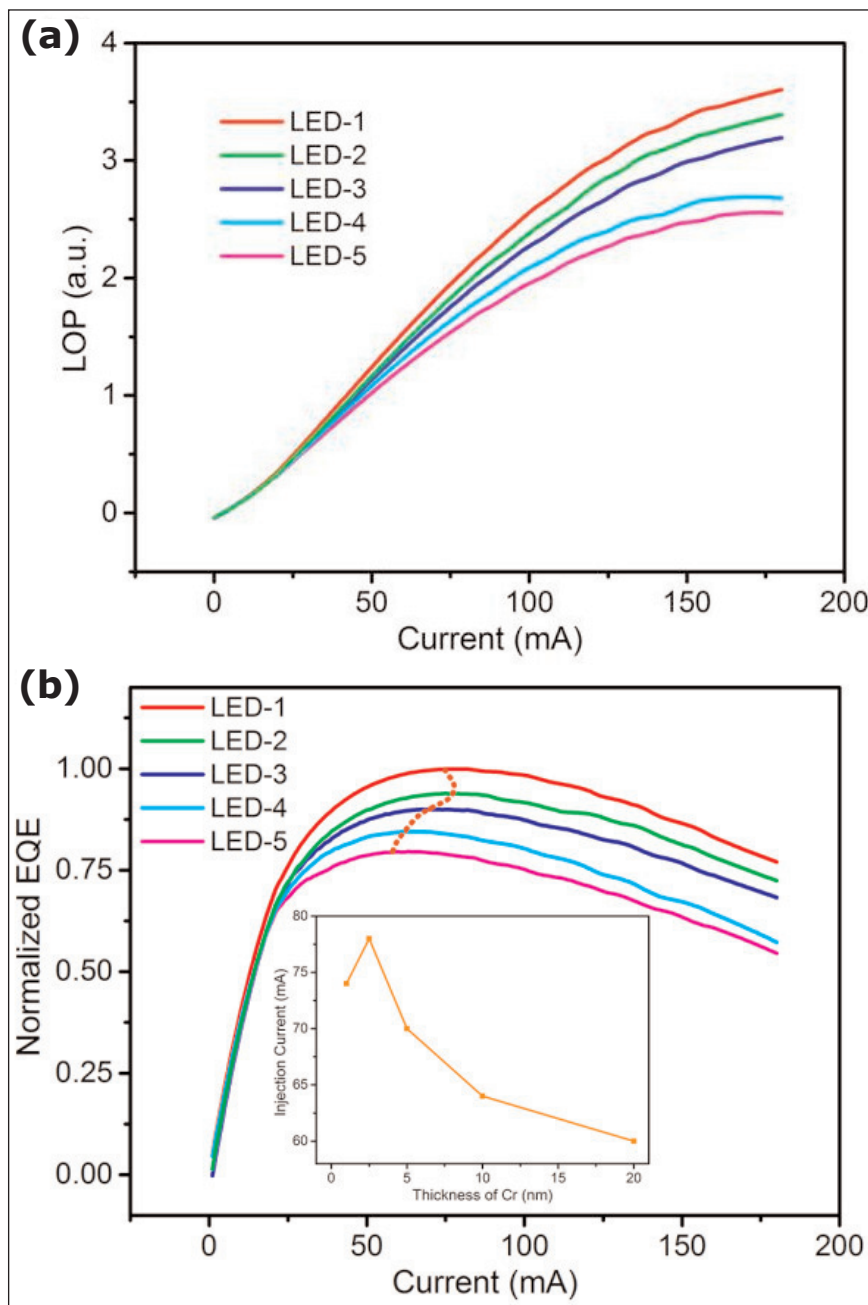 (a)
4
3
2
1
0
LOP (a.u.)
LED-1
LED-2
LED-3
LED-4
LED-5
0 50 100 150 200
Current (mA)
(b)
LED-1
LED-2
LED-3
LED-4
LED-5
1.00
0.75
0.50
0.25
0.00
Normalized EQE
80
75
70
65
60
Injection Current (mA)
0 5 10 15 20
Thickness of Cr (nm)
0 50 100 150 200
Current (mA)